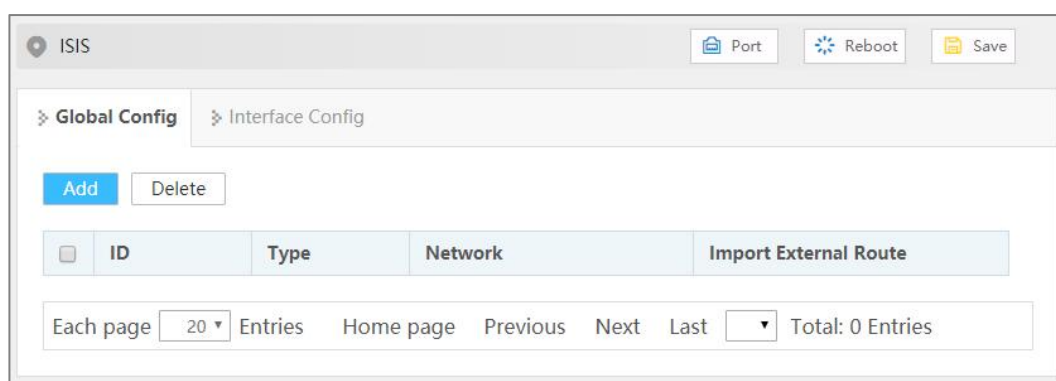 ISIS Port Reboot Save
Global Config Interface Config
Add Delete
ID Type Network Import External Route
Each page 20 Entries Home page Previous Next Last Total: 0 Entries